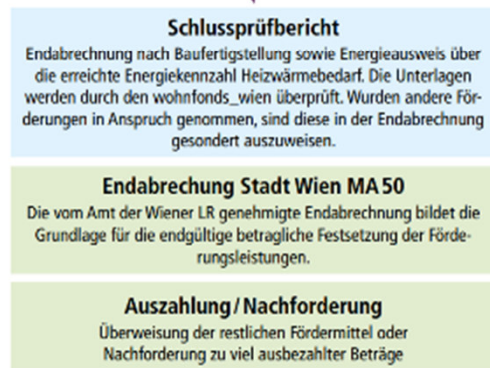 Schlussprüfbericht
Endabrechnung nach Baufertigstellung sowie Energieausweis über
die erreichte Energiekennzahl Heizwärmebedarf. Die Unterlagen
werden durch den wohnfonds_wien überprüft. Wurden andere För-
derungen in Anspruch genommen, sind diese in der Endabrechnung
gesondert auszuweisen.
Endabrechung Stadt Wien MA 50
Die vom Amt der Wiener LR genehmigte Endabrechnung bildet die
Grundlage für die endgültige betragliche Festsetzung der Förde-
rungsleistungen.
Auszahlung / Nachforderung
Überweisung der restlichen Fördermittel oder
Nachforderung zu viel ausbezahlter Beträge